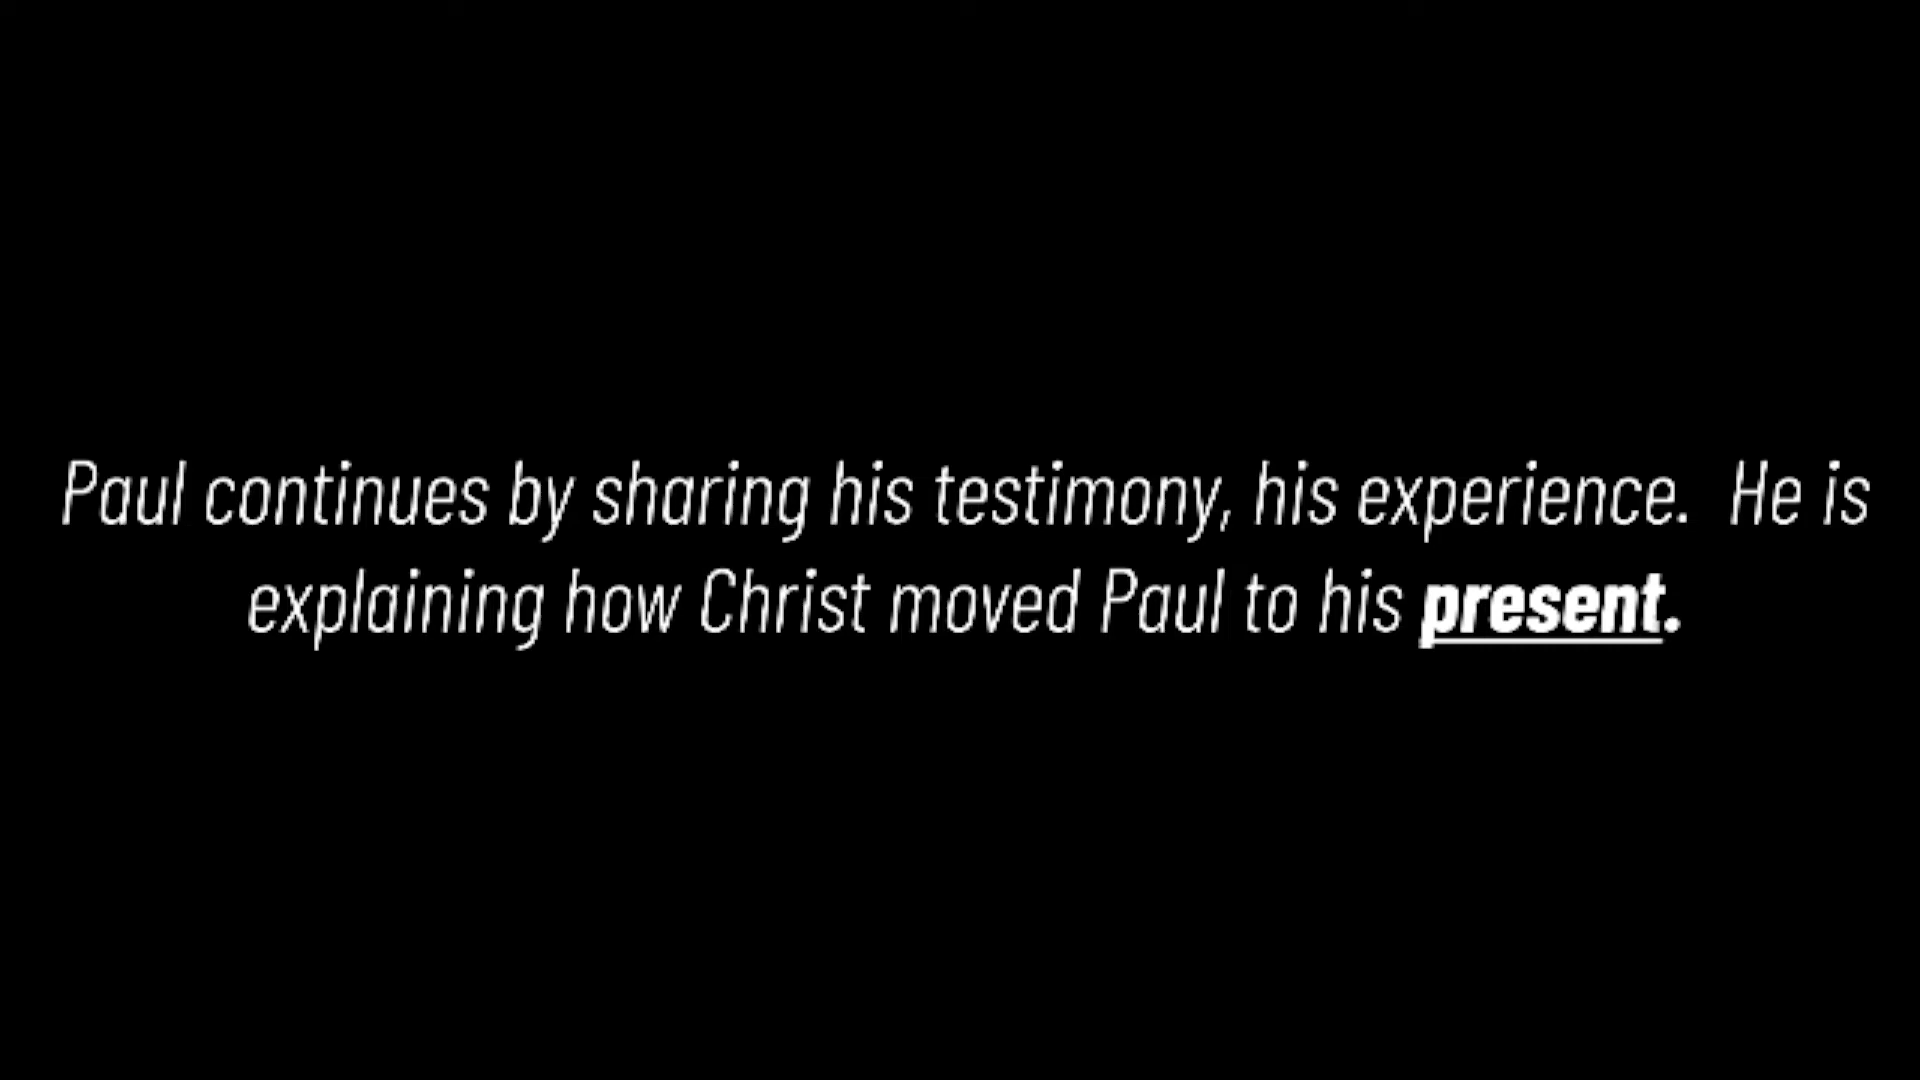 Paul continues by sharing his testimony, his experience.  He is
explaining how Christ moved Paul to his present.